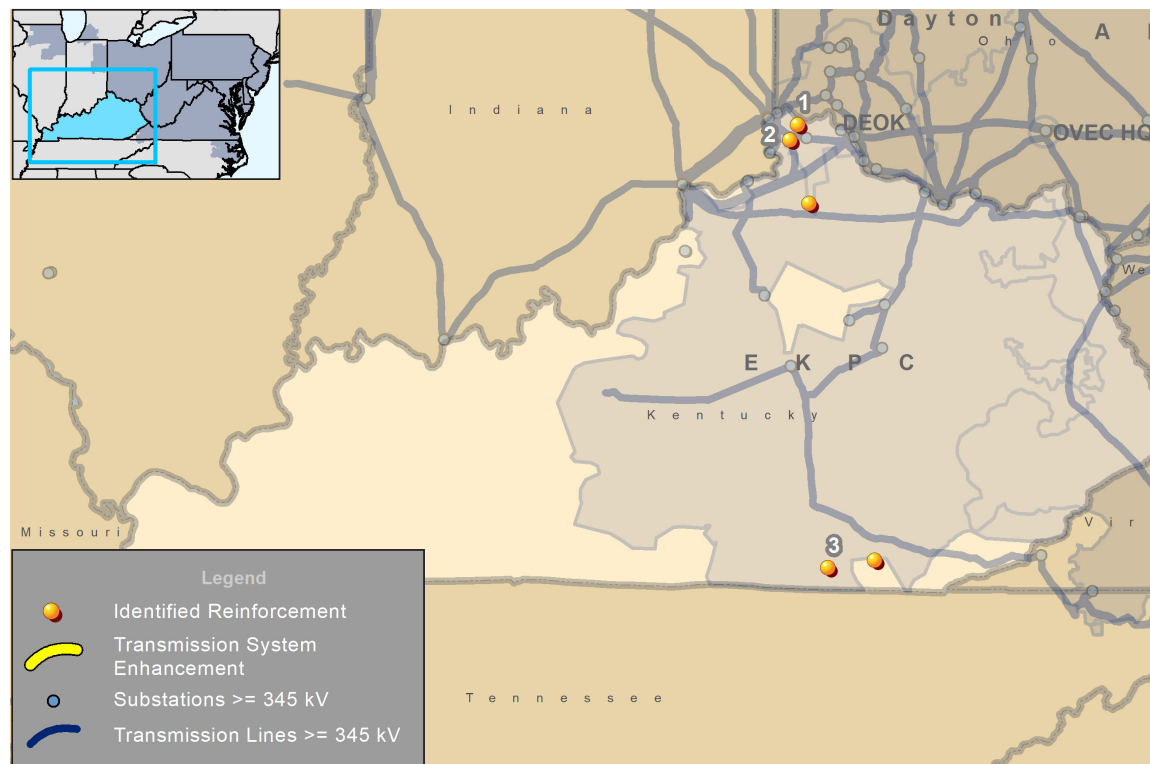 Dayton
Ohio
A
Indiana
1
2
DEOK
OVEC HQ
We
E K P C
Kentucky
Missouri
3
Vir
Legend
Identified Reinforcement
Transmission System
Enhancement
Substations >= 345 kV
Transmission Lines >= 345 kV
Tennessee